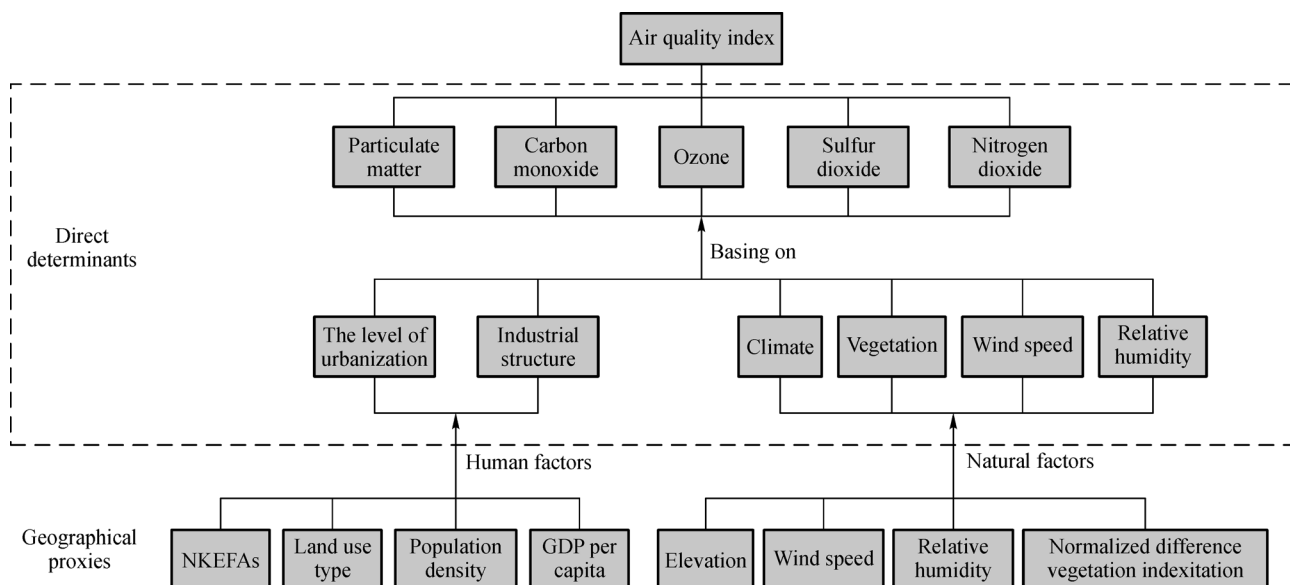 Air quality index
Particulate
matter
Carbon
monoxide
Ozone
Sulfur
dioxide
Nitrogen
dioxide
Direct
determinants
Basing on
The level of
urbanization
Industrial
structure
Climate
Vegetation
Wind speed
Relative
humidity
Human factors
Natural factors
Geographical
proxies
NKEFAs
Land use
type
Population
density
GDP per
capita
Elevation
Wind speed
Relative
humidity
Normalized difference
vegetation indexitation